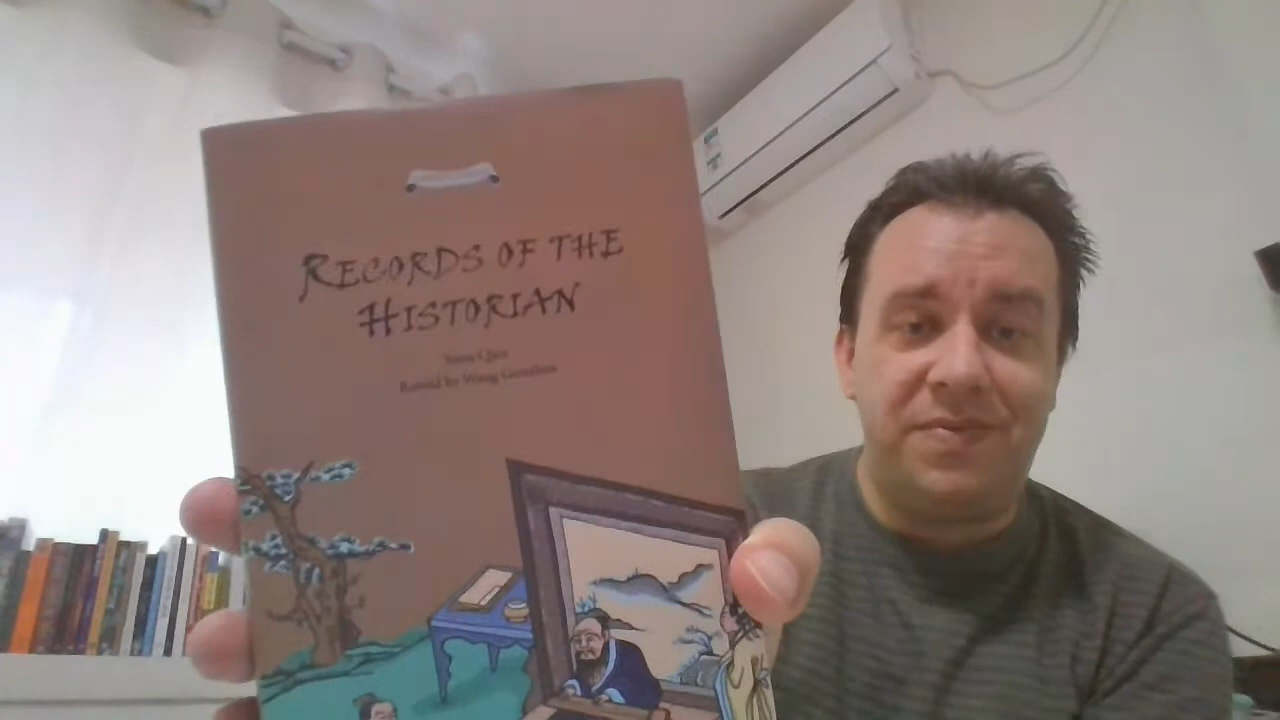 RECORDS OF THE
HISTORIAN
Sima Qian
Retold by Wang Guozhen